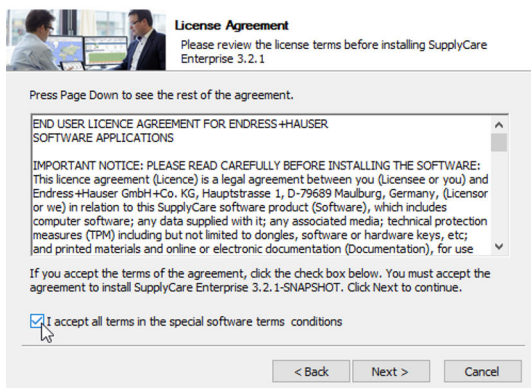 License Agreement
Please review the license terms before installing SupplyCare
Enterprise 3.2.1
Press Page Down to see the rest of the agreement.
END USER LICENCE AGREEMENT FOR ENDRESS+HAUSER
SOFTWARE APPLICATIONS
IMPORTANT NOTICE: PLEASE READ CAREFULLY BEFORE INSTALLING THE SOFTWARE:
This licence agreement (Licence) is a legal agreement between you (Licensee or you) and
Endress+Hauser GmbH+Co. KG, Hauptstrasse 1, D-79689 Maulburg, Germany, (Licensor
or we) in relation to this SupplyCare software product (Software), which includes
computer software; any data supplied with it; any associated media; technical protection
measures (TPM) including but not limited to dongles, software or hardware keys, etc;
and printed materials and online or electronic documentation (Documentation), for use
If you accept the terms of the agreement, click the check box below. You must accept the
agreement to install SupplyCare Enterprise 3.2.1-SNAPSHOT. Click Next to continue.
I accept all terms in the special software terms  conditions
< Back Next > Cancel